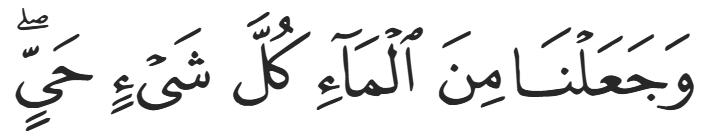 وَجَعَلۡنَا مِنَ ٱلۡمَآءِ كُلَّ شَيۡءٍ حَيٍّۖ